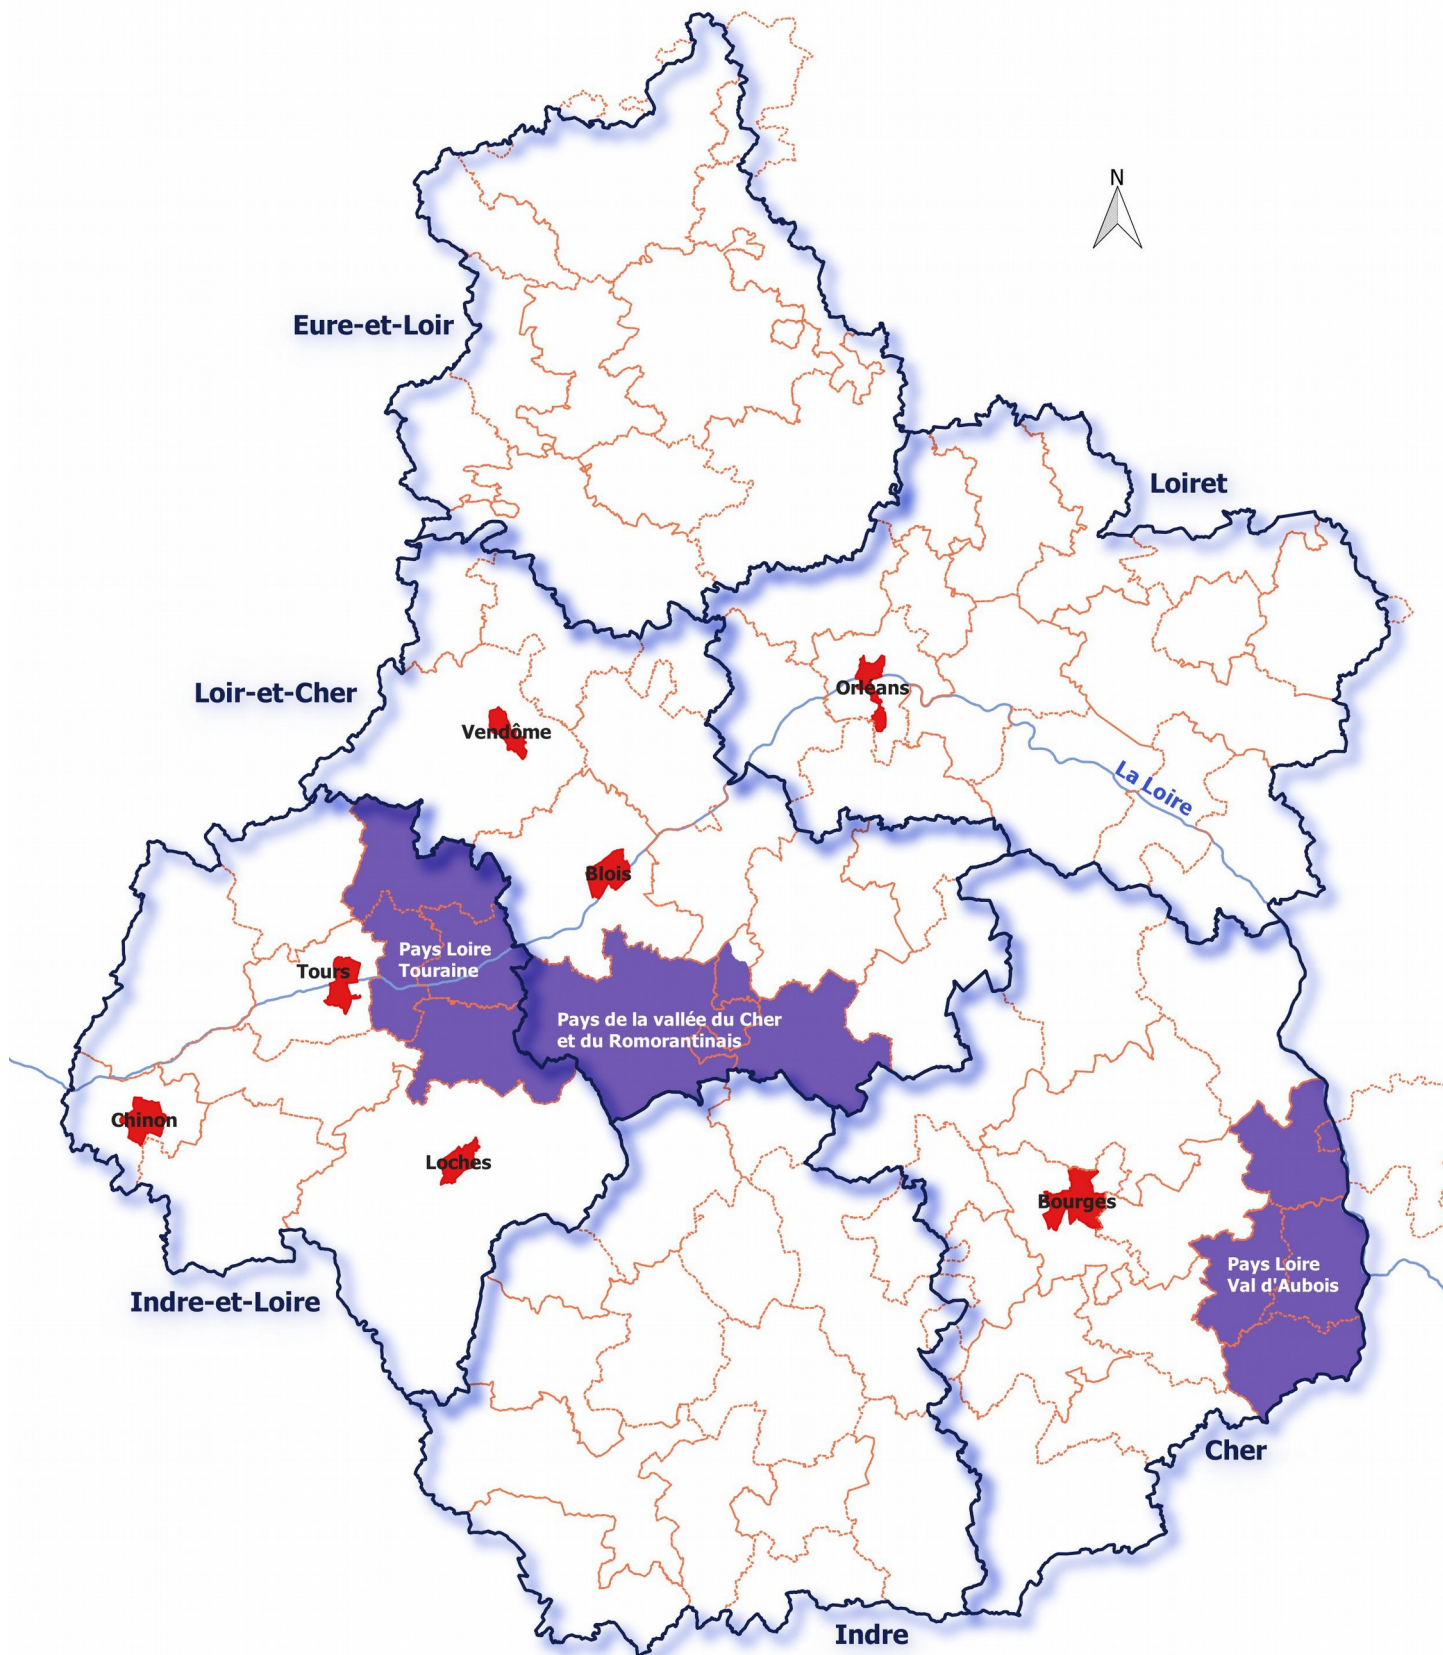 N
Eure-et-Loir
Loiret
Orléans
Loir-et-Cher
Vendôme
La Loire
Blois
Pays Loire
Touraine
Tours
Pays de la vallée du Cher
et du Romorantinais
Chinon
Loches
Bourges
Pays Loire
Val d'Aubois
Indre-et-Loire
Cher
Indre